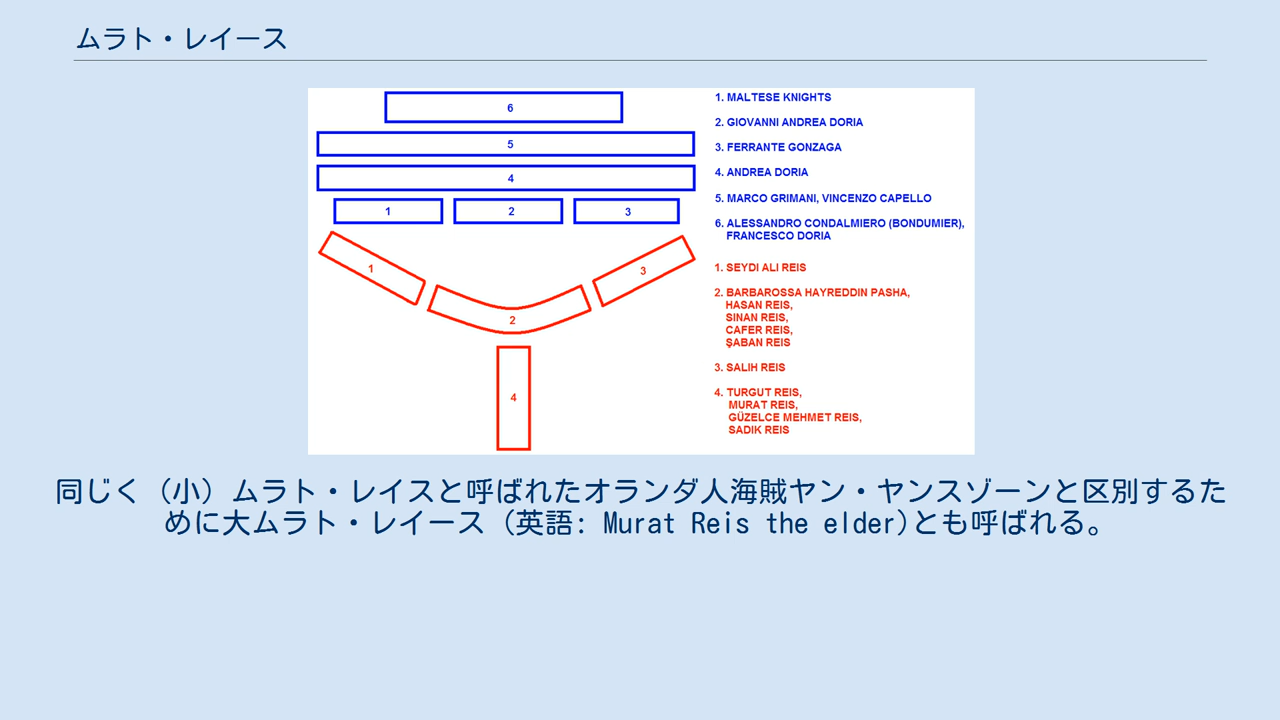 ムラト・レイース
6
5
4
1
2
3
1
3
2
4
1. MALTESE KNIGHTS
2. GIOVANNI ANDREA DORIA
3. FERRANTE GONZAGA
4. ANDREA DORIA
5. MARCO GRIMANI, VINCENZO CAPELLO
6. ALESSANDRO CONDALMIERO (BONDUMIER),
FRANCESCO DORIA
1. SEYDI ALI REIS
2. BARBAROSSA HAYREDDIN PASHA,
HASAN REIS,
SINAN REIS,
CAFER REIS,
ŞABAN REIS
3. SALIH REIS
4. TURGUT REIS,
MURAT REIS,
GÜZELCE MEHMET REIS,
SADIK REIS
同じく（小）ムラト・レイスと呼ばれたオランダ人海賊ヤン・ヤンスゾーンと区別するた
めに大ムラト・レイース（英語: Murat Reis the elder)とも呼ばれる。